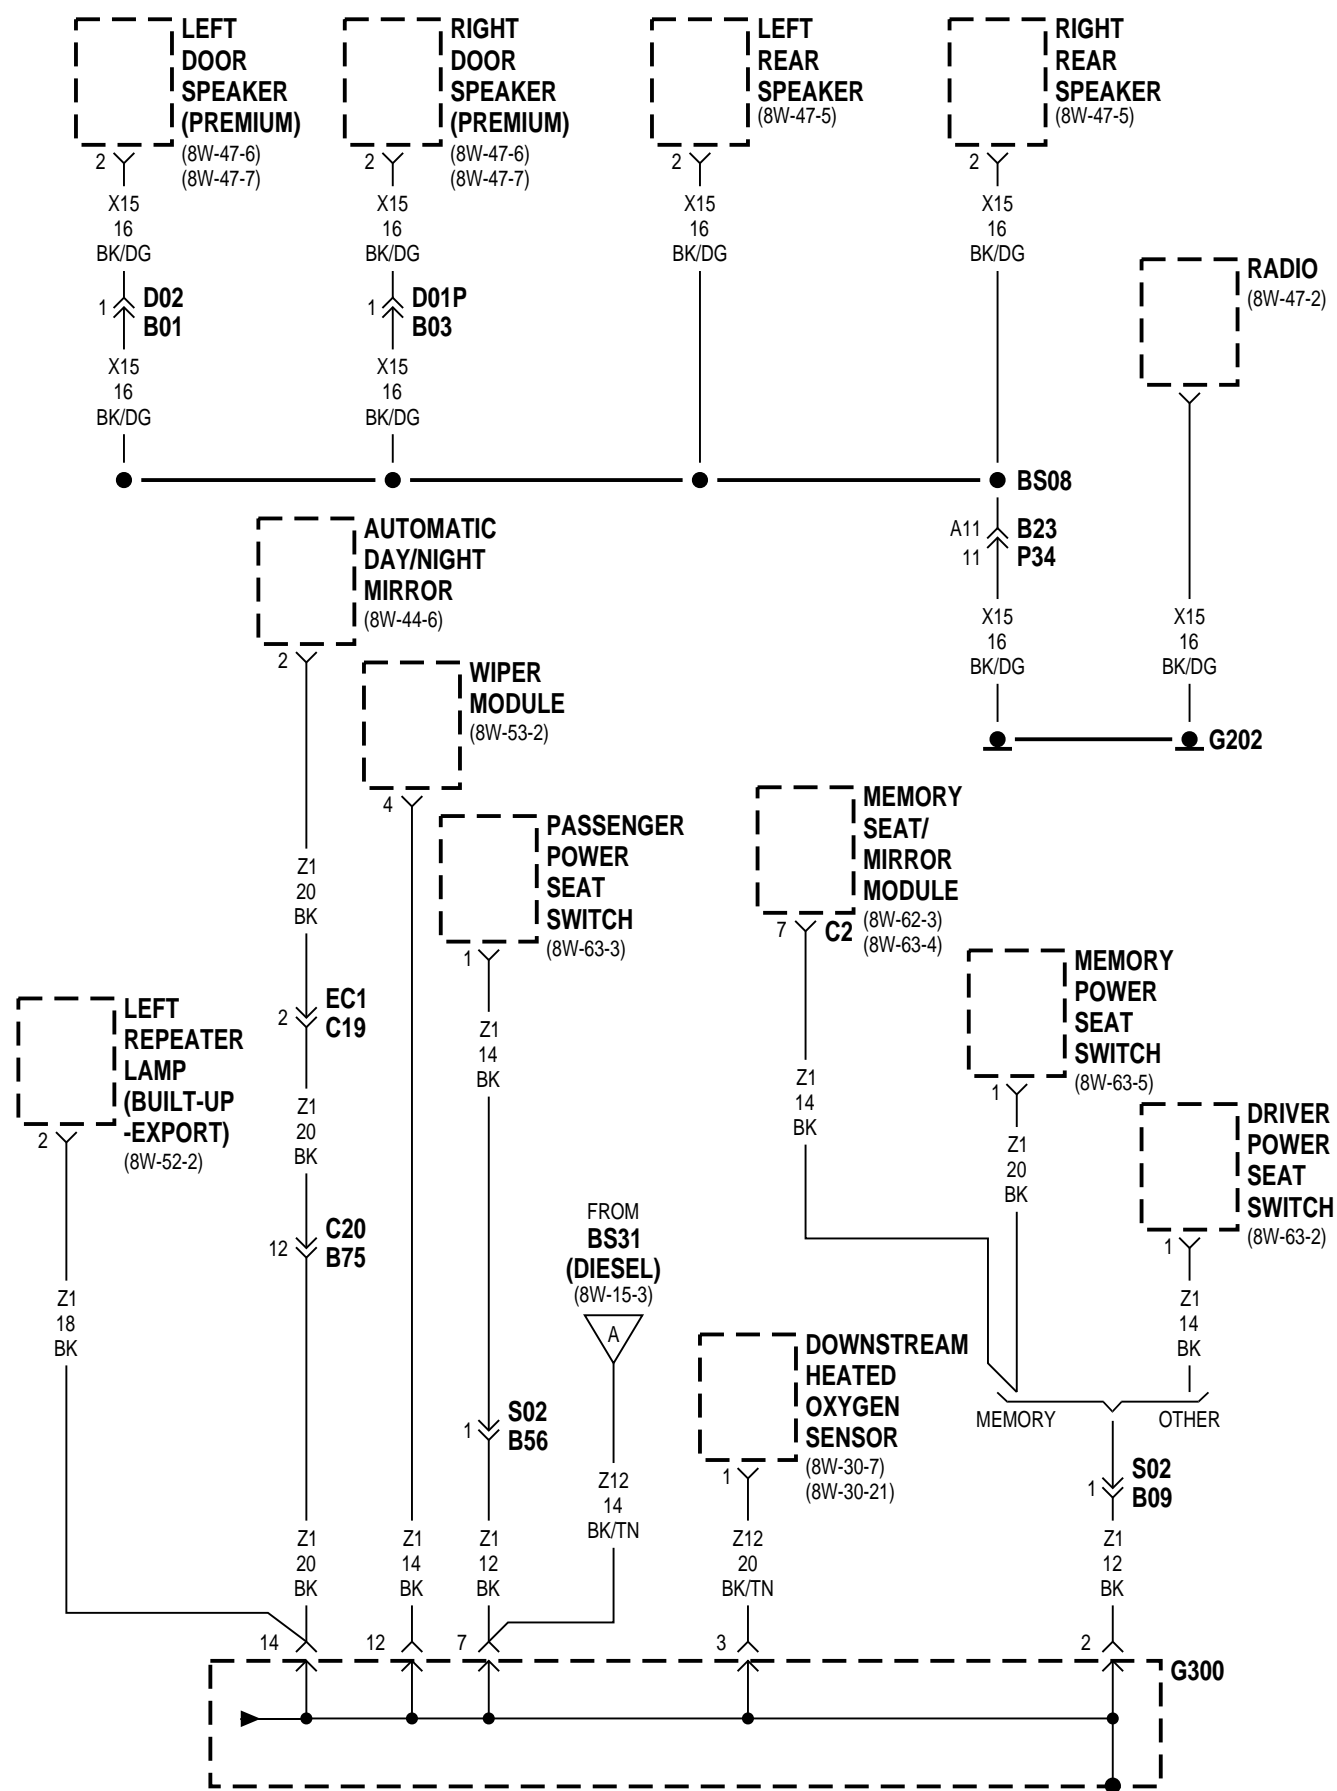 LEFT
DOOR
SPEAKER
(PREMIUM)
(8W-47-6)
(8W-47-7)
2
X15
16
BK/DG
1
D02
B01
X15
16
BK/DG
RIGHT
DOOR
SPEAKER
(PREMIUM)
(8W-47-6)
(8W-47-7)
2
X15
16
BK/DG
1
D01P
B03
X15
16
BK/DG
LEFT
REAR
SPEAKER
(8W-47-5)
2
X15
16
BK/DG
RIGHT
REAR
SPEAKER
(8W-47-5)
2
X15
16
BK/DG
RADIO
(8W-47-2)
BS08
A11
B23
11
P34
X15
16
BK/DG
X15
16
BK/DG
G202
AUTOMATIC
DAY/NIGHT
MIRROR
(8W-44-6)
2
Z1
20
BK
2
EC1
C19
Z1
20
BK
12
C20
B75
Z1
20
BK
WIPER
MODULE
(8W-53-2)
4
Z1
14
BK
PASSENGER
POWER
SEAT
SWITCH
(8W-63-3)
1
Z1
14
BK
1
S02
B56
Z1
12
BK
MEMORY
SEAT/
MIRROR
MODULE
(8W-62-3)
(8W-63-4)
7
C2
Z1
14
BK
MEMORY
POWER
SEAT
SWITCH
(8W-63-5)
1
Z1
20
BK
DRIVER
POWER
SEAT
SWITCH
(8W-63-2)
1
Z1
14
BK
MEMORY
OTHER
1
S02
B09
Z1
12
BK
LEFT
REPEATER
LAMP
(BUILT-UP
-EXPORT)
(8W-52-2)
2
Z1
18
BK
FROM
BS31
(DIESEL)
(8W-15-3)
A
Z12
14
BK/TN
DOWNSTREAM
HEATED
OXYGEN
SENSOR
(8W-30-7)
(8W-30-21)
1
Z12
20
BK/TN
14
12
7
3
2
G300